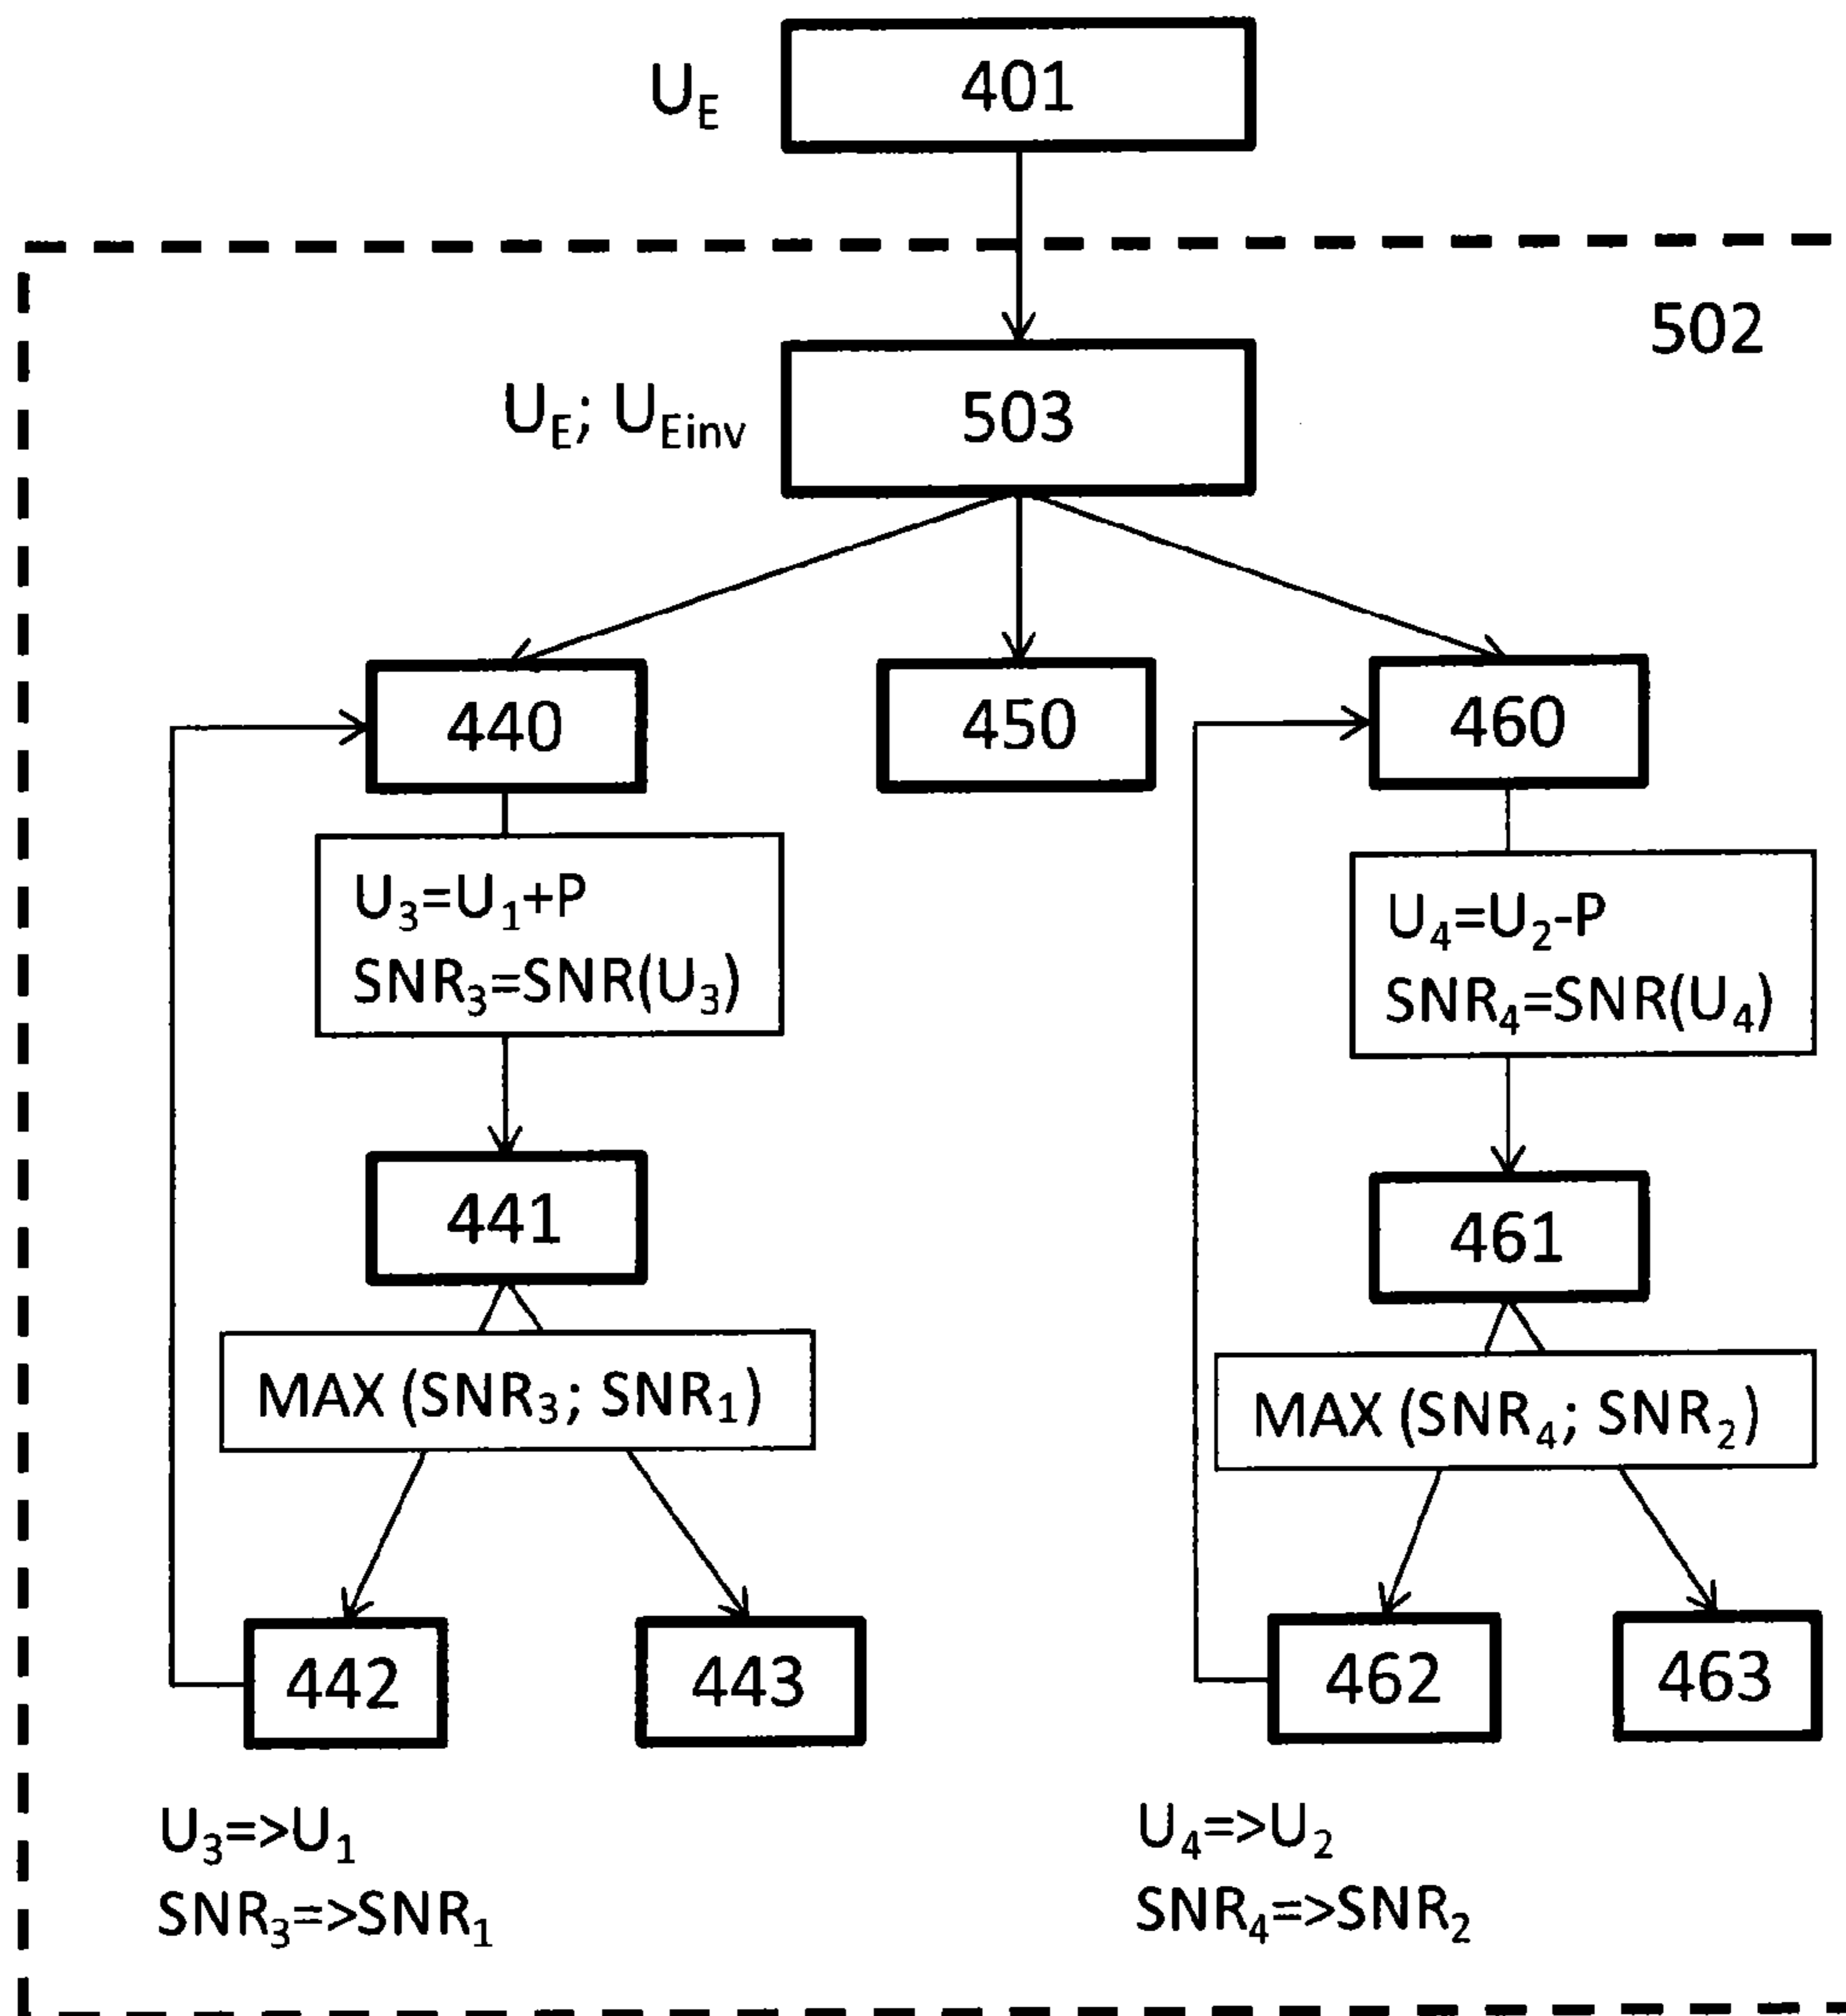 U_E
401
502
U_E; U_Einv
503
440
450
460
U_3=U_1+P
SNR_3=SNR(U_3)
U_4=U_2-P
SNR_4=SNR(U_4)
441
461
MAX (SNR_3; SNR_1)
MAX (SNR_4; SNR_2)
442
443
462
463
U_3=>U_1
SNR_3=>SNR_1
U_4=>U_2
SNR_4=>SNR_2